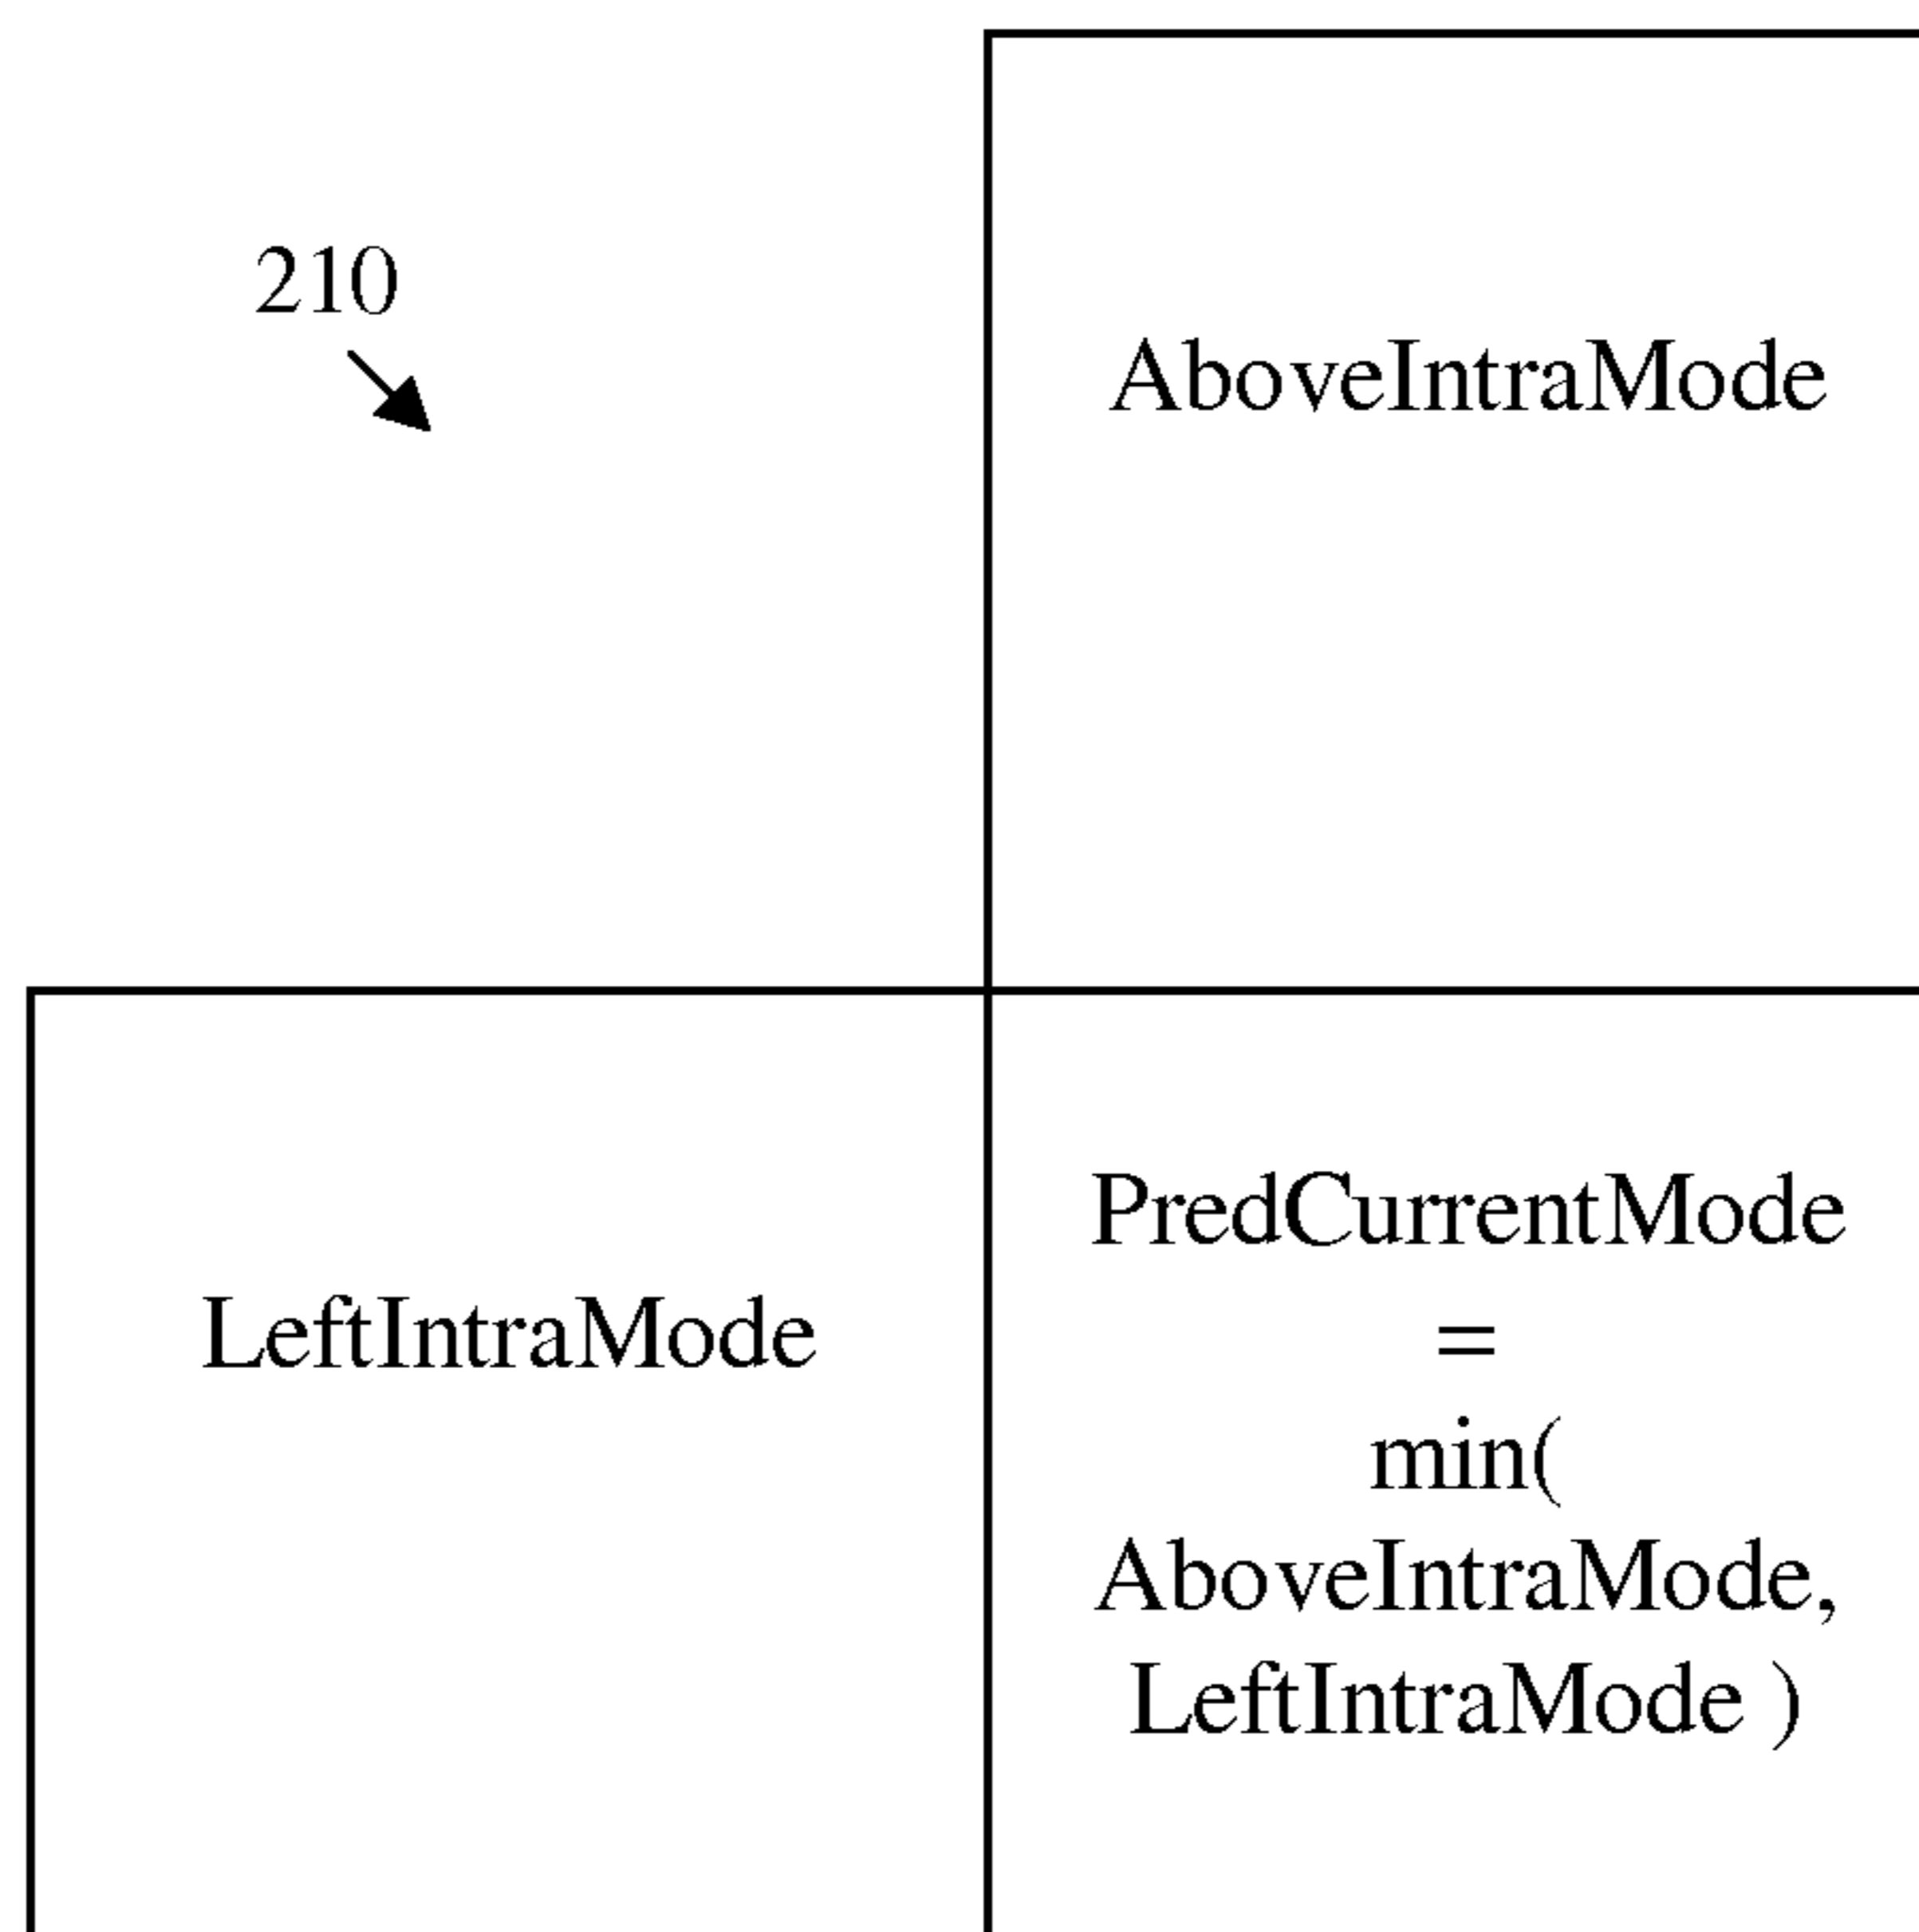 210
AboveIntraMode
LeftIntraMode
PredCurrentMode
=
min(
AboveIntraMode,
LeftIntraMode )